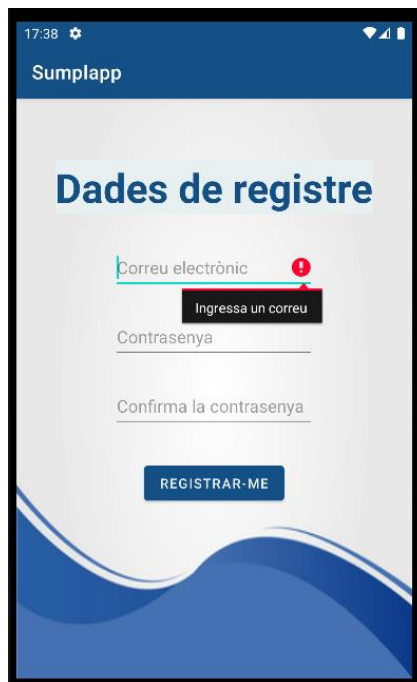 17:38
Sumplapp
Dades de registre
Correu electrònic
Ingressa un correu
Contrasenya
Confirma la contrasenya
REGISTRAR-ME